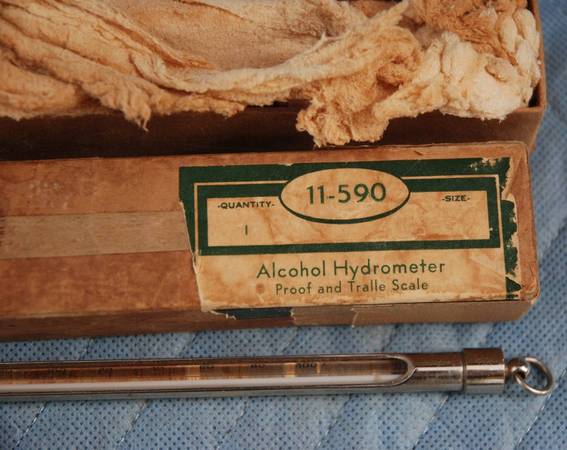 11-590
-QUANTITY-
-SIZE-
1
Alcohol Hydrometer
Proof and Tralle Scale